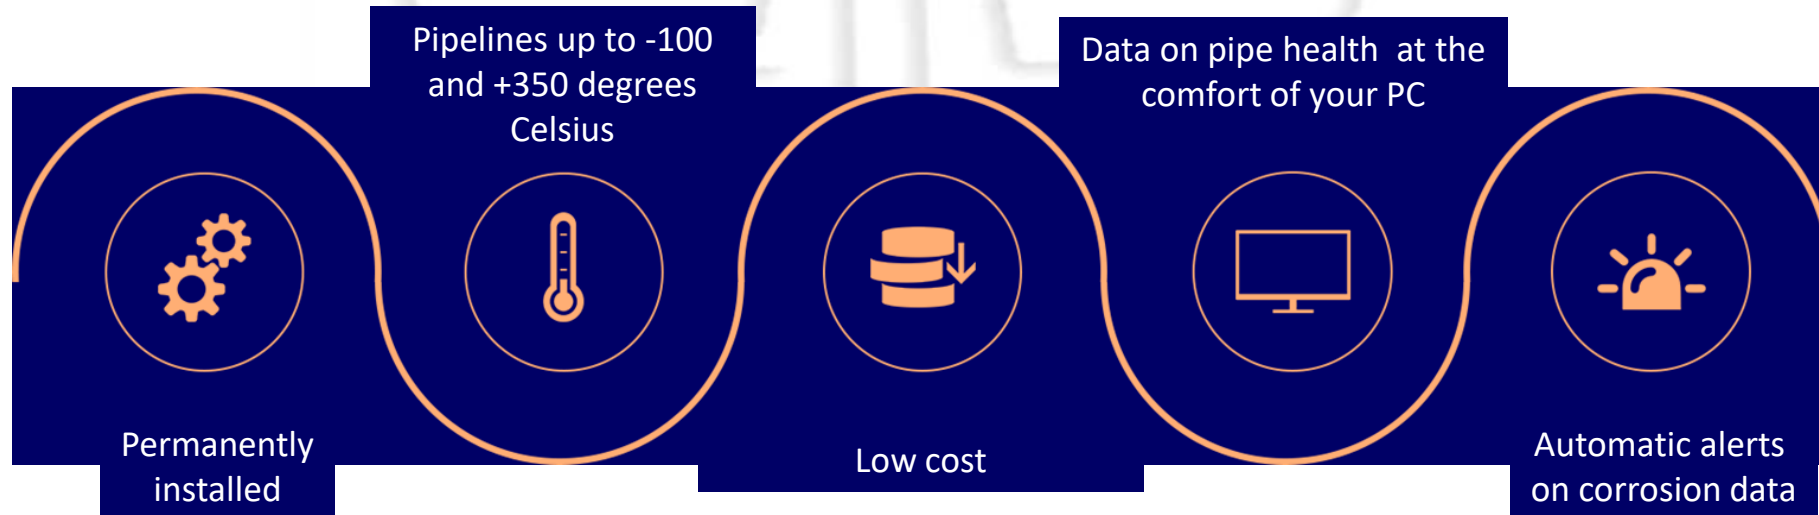 Permanently
installed
Pipelines up to -100
and +350 degrees
Celsius
Low cost
Data on pipe health  at the
comfort of your PC
Automatic alerts
on corrosion data